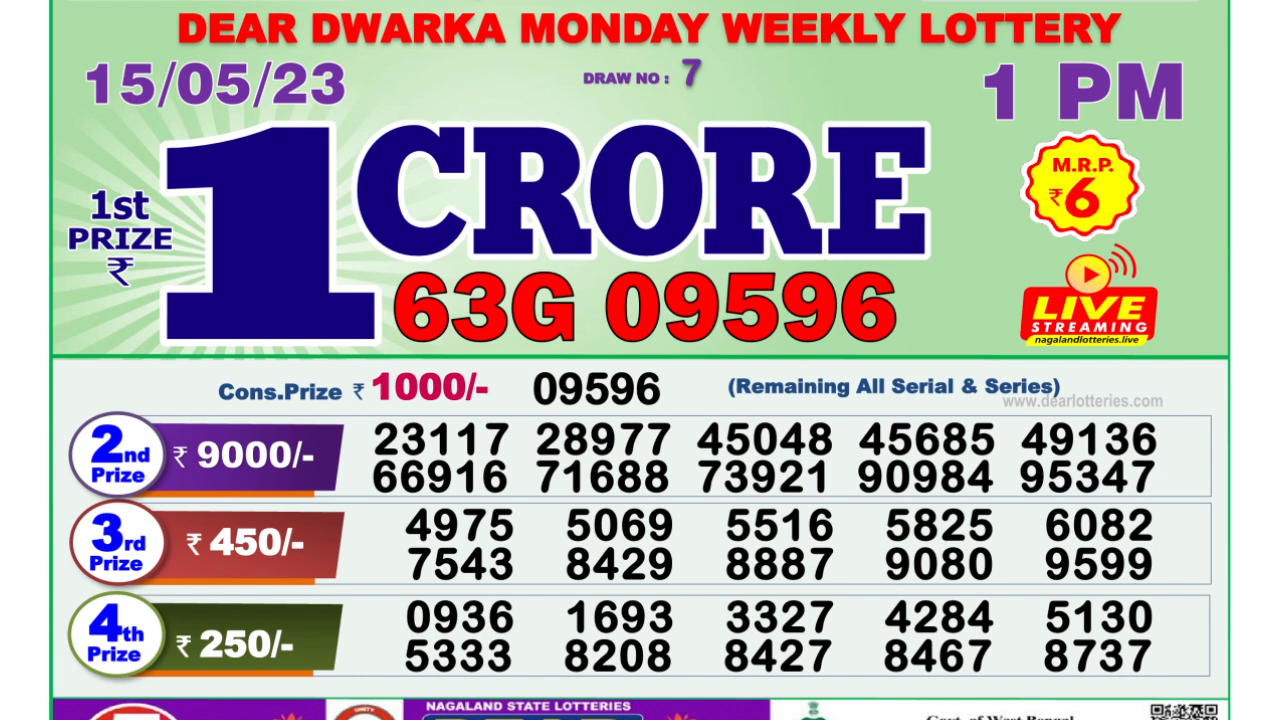 DEAR DWARKA MONDAY WEEKLY LOTTERY
15/05/23
DRAW NO : 7
1 PM
1st
PRIZE
₹
1 CRORE
63G 09596
M.R.P.
₹6
LIVE
STREAMING
nagalandlotteries.live
Cons.Prize ₹ 1000/- 09596 (Remaining All Serial & Series)
www.dearlotteries.com
2nd
Prize
₹ 9000/-
23117 28977 45048 45685 49136
66916 71688 73921 90984 95347
3rd
Prize
₹ 450/-
4975 5069 5516 5825 6082
7543 8429 8887 9080 9599
4th
Prize
₹ 250/-
0936 1693 3327 4284 5130
5333 8208 8427 8467 8737
NAGALAND STATE LOTTERIES
UNITY